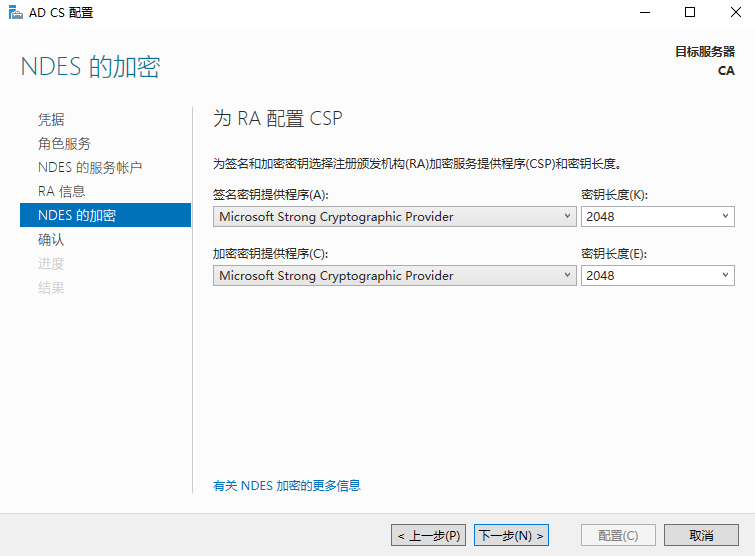 AD CS 配置
NDES 的加密
目标服务器
CA
凭据
角色服务
NDES 的服务帐户
RA 信息
NDES 的加密
确认
进度
结果
为 RA 配置 CSP
为签名和加密密钥选择注册颁发机构(RA)加密服务提供程序(CSP)和密钥长度。
签名密钥提供程序(A): 密钥长度(K):
Microsoft Strong Cryptographic Provider 2048
加密密钥提供程序(C): 密钥长度(E):
Microsoft Strong Cryptographic Provider 2048
有关 NDES 加密的更多信息
< 上一步(P) 下一步(N) > 配置(C) 取消